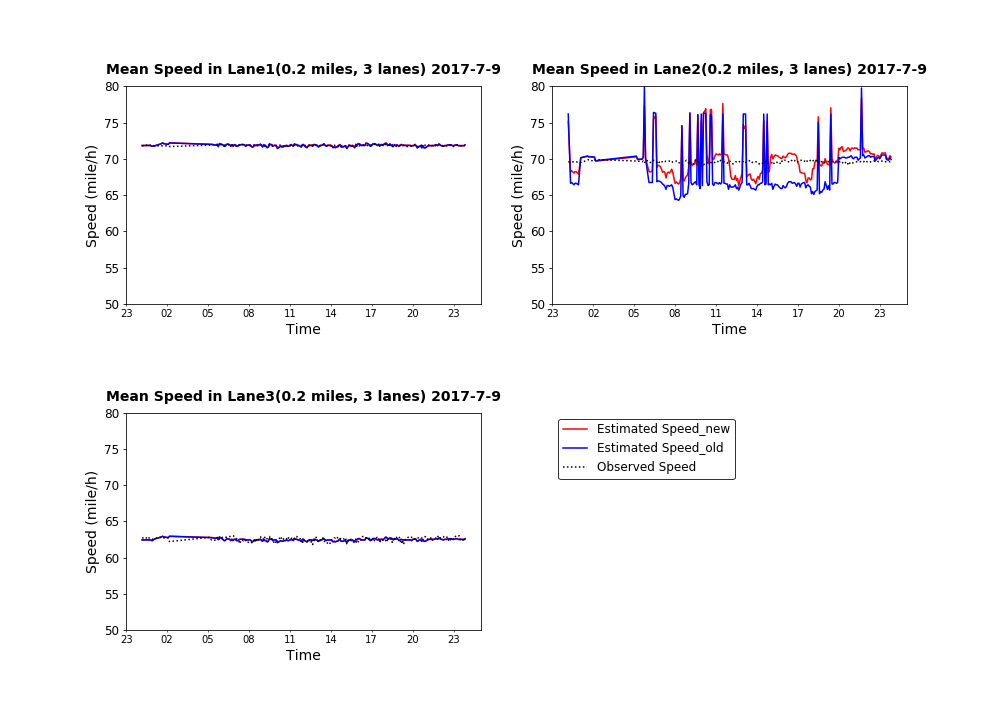 Mean Speed in Lane1(0.2 miles, 3 lanes) 2017-7-9
80
75
70
65
60
55
50
Speed (mile/h)
23 02 05 08 11 14 17 20 23
Time
Mean Speed in Lane2(0.2 miles, 3 lanes) 2017-7-9
80
75
70
65
60
55
50
Speed (mile/h)
23 02 05 08 11 14 17 20 23
Time
Mean Speed in Lane3(0.2 miles, 3 lanes) 2017-7-9
80
75
70
65
60
55
50
Speed (mile/h)
23 02 05 08 11 14 17 20 23
Time
Estimated Speed_new
Estimated Speed_old
Observed Speed